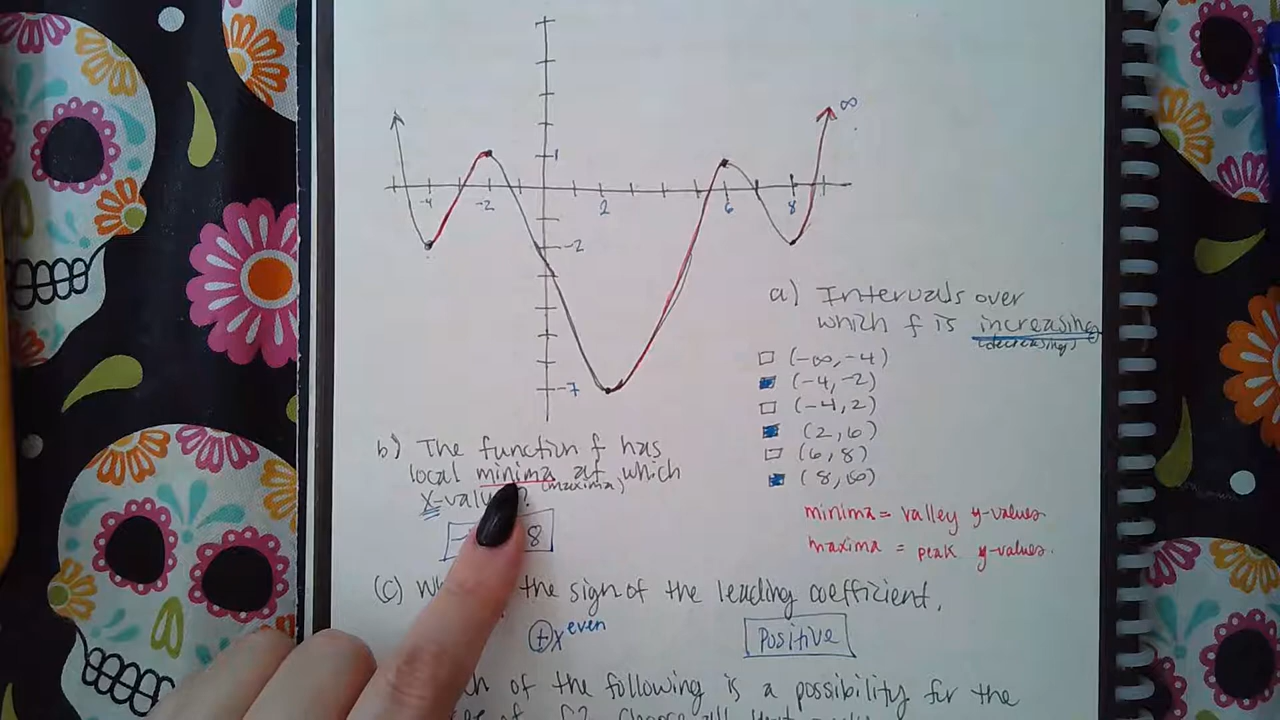 ∞
1
-4 -2 2 6 8
-2
-7
a) Intervals over
which f is increasing
(decreasing)
(-∞, -4)
(-4, -2)
(-4, 2)
(2, 6)
(6, 8)
(8, ∞)
b) The function f has
local minima at which
(maxima)
x-valu ?
8
minima = valley y-values
maxima = peak y-values.
(c) the sign of the leading coefficient.
+x even
Positive
of the following is a possibility for the